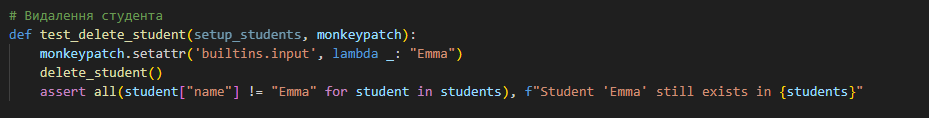 # Видалення студента
def test_delete_student(setup_students, monkeypatch):
    monkeypatch.setattr('builtins.input', lambda _: "Emma")
    delete_student()
    assert all(student["name"] != "Emma" for student in students), f"Student 'Emma' still exists in {students}"